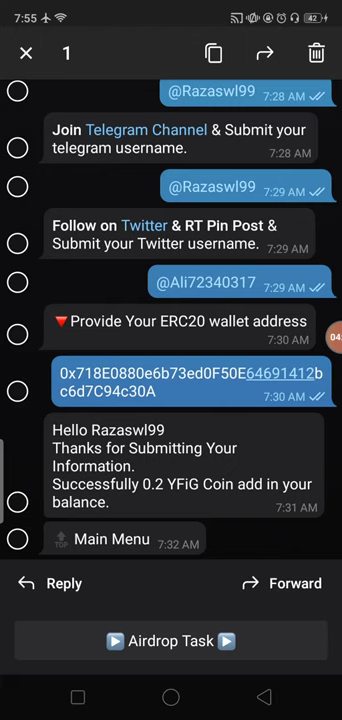 7:55
42
1
@Razaswl99 7:28 AM
Join Telegram Channel & Submit your
telegram username. 7:28 AM
@Razaswl99 7:29 AM
Follow on Twitter & RT Pin Post &
Submit your Twitter username. 7:29 AM
@Ali72340317 7:29 AM
🔻Provide Your ERC20 wallet address
7:30 AM
04
0x718E0880e6b73ed0F50E64691412b
c6d7C94c30A 7:30 AM
Hello Razaswl99
Thanks for Submitting Your
Information.
Successfully 0.2 YFiG Coin add in your
balance. 7:31 AM
🔝 Main Menu 7:32 AM
Reply Forward
▶️ Airdrop Task ▶️